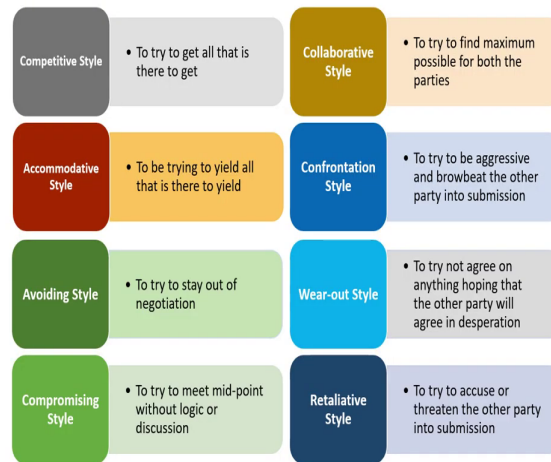 Competitive Style
• To try to get all that is
there to get
Collaborative
Style
• To try to find maximum
possible for both the
parties
Accommodative
Style
• To be trying to yield all
that is there to yield
Confrontation
Style
• To try to be aggressive
and browbeat the other
party into submission
Avoiding Style
• To try to stay out of
negotiation
Wear-out Style
• To try not agree on
anything hoping that
the other party will
agree in desperation
Compromising
Style
• To try to meet mid-point
without logic or
discussion
Retaliative
Style
• To try to accuse or
threaten the other party
into submission